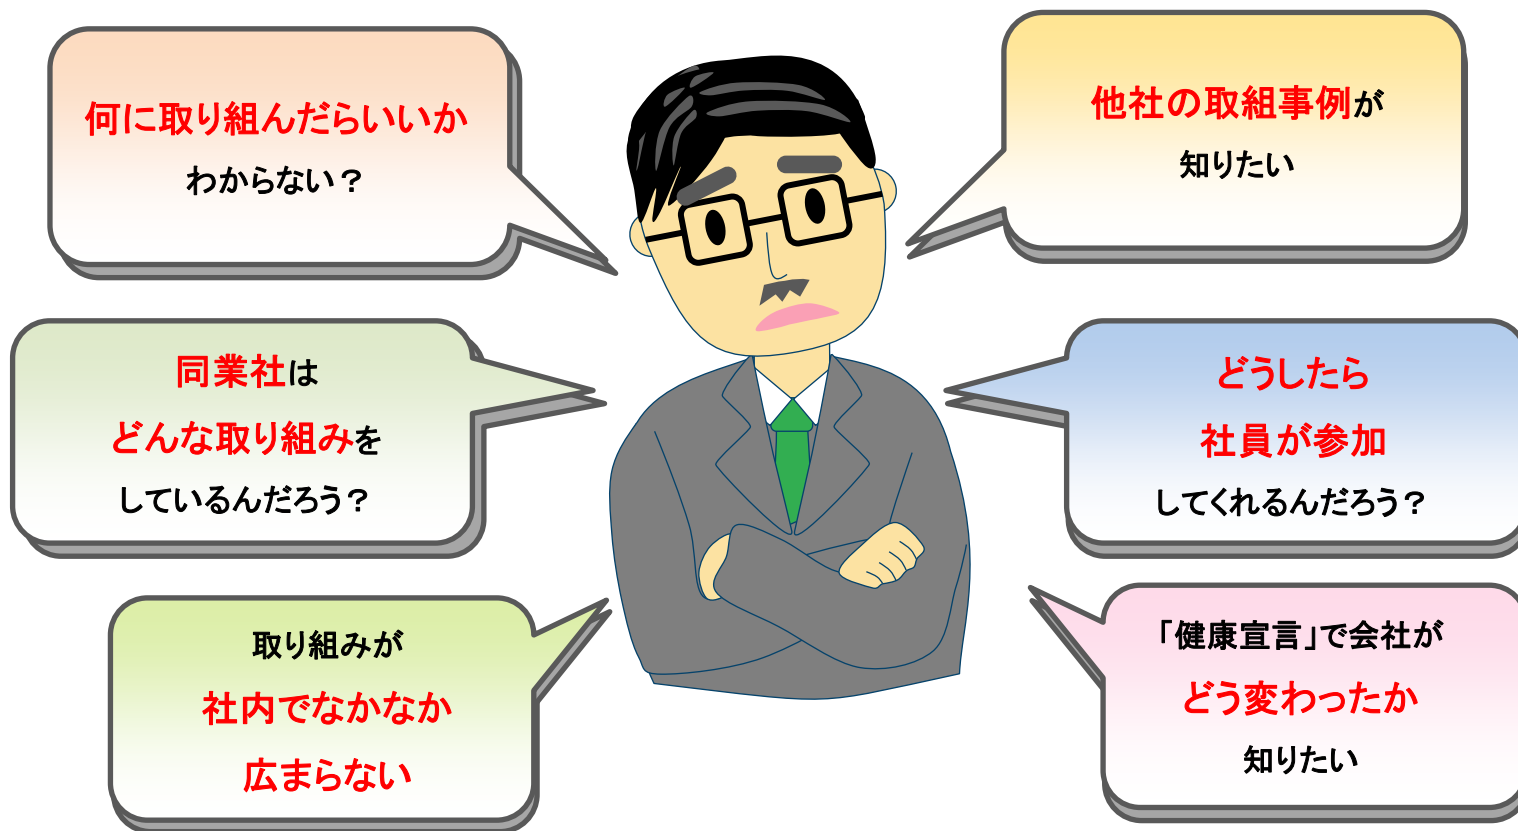 何に取り組んだらいいか
わからない？
他社の取組事例が
知りたい
同業社は
どんな取り組みを
しているんだろう？
どうしたら
社員が参加
してくれるんだろう？
取り組みが
社内でなかなか
広まらない
「健康宣言」で会社が
どう変わったか
知りたい